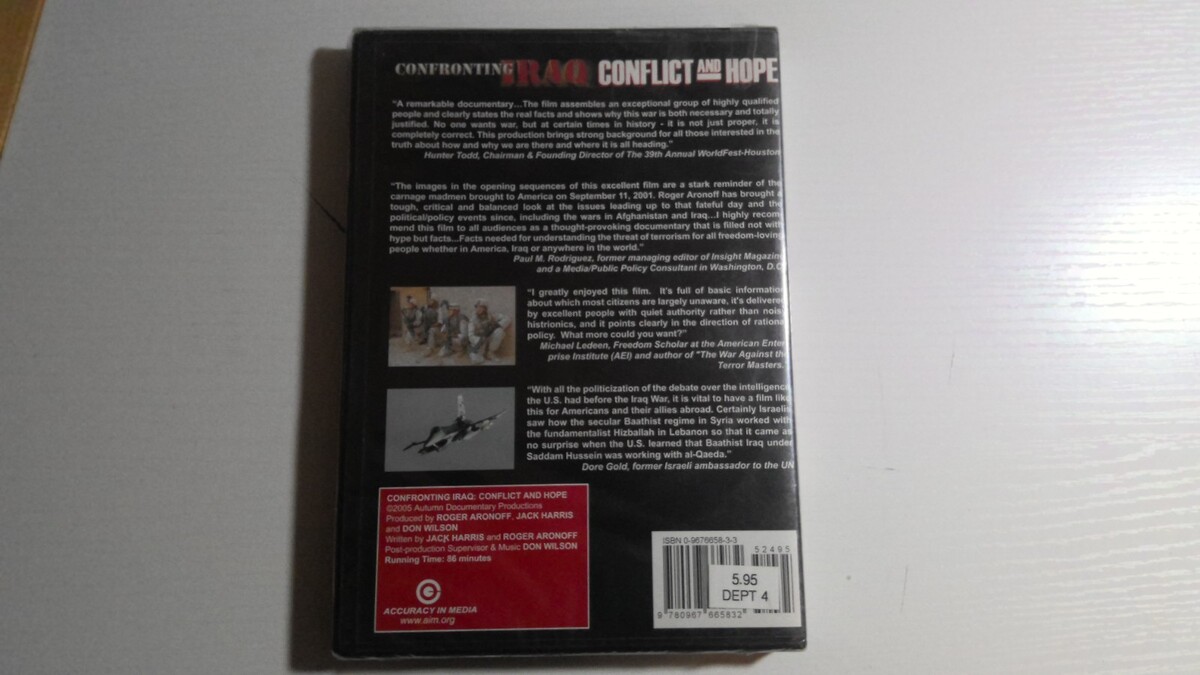 CONFRONTING IRAQ CONFLICT AND HOPE
"A remarkable documentary...The film assembles an exceptional group of highly qualified
people and clearly states the real facts and shows why this war is both necessary and totally
justified. No one wants war, but at certain times in history - it is not just proper, it is
completely correct. This production brings strong background for all those interested in the
truth about how and why we are there and where it is all heading."
Hunter Todd, Chairman & Founding Director of The 39th Annual WorldFest-Houston
"The images in the opening sequences of this excellent film are a stark reminder of the
carnage madmen brought to America on September 11, 2001. Roger Aronoff has brought a
tough, critical and balanced look at the issues leading up to that fateful day and the
political/policy events since, including the wars in Afghanistan and Iraq...I highly recom
mend this film to all audiences as a thought-provoking documentary that is filled not with
hype but facts...Facts needed for understanding the threat of terrorism for all freedom-loving
people whether in America, Iraq or anywhere in the world."
Paul M. Rodriguez, former managing editor of Insight Magazine
and a Media/Public Policy Consultant in Washington, D.C
"I greatly enjoyed this film. It's full of basic information
about which most citizens are largely unaware, it's delivered
by excellent people with quiet authority rather than nois
histrionics, and it points clearly in the direction of rationa
policy. What more could you want?"
Michael Ledeen, Freedom Scholar at the American Enter
prise Institute (AEI) and author of "The War Against the
Terror Masters."
"With all the politicization of the debate over the intelligence
the U.S. had before the Iraq War, it is vital to have a film like
this for Americans and their allies abroad. Certainly Israelis
saw how the secular Baathist regime in Syria worked with
the fundamentalist Hizballah in Lebanon so that it came as
no surprise when the U.S. learned that Baathist Iraq under
Saddam Hussein was working with al-Qaeda."
Dore Gold, former Israeli ambassador to the UN
CONFRONTING IRAQ: CONFLICT AND HOPE
©2005 Autumn Documentary Productions
Produced by ROGER ARONOFF, JACK HARRIS
and DON WILSON
Written by JACK HARRIS and ROGER ARONOFF
Post-production Supervisor & Music DON WILSON
Running Time: 86 minutes
ACCURACY IN MEDIA
www.aim.org
ISBN 0-9676658-3-3
52495
5.95
DEPT 4
9 780967 665832